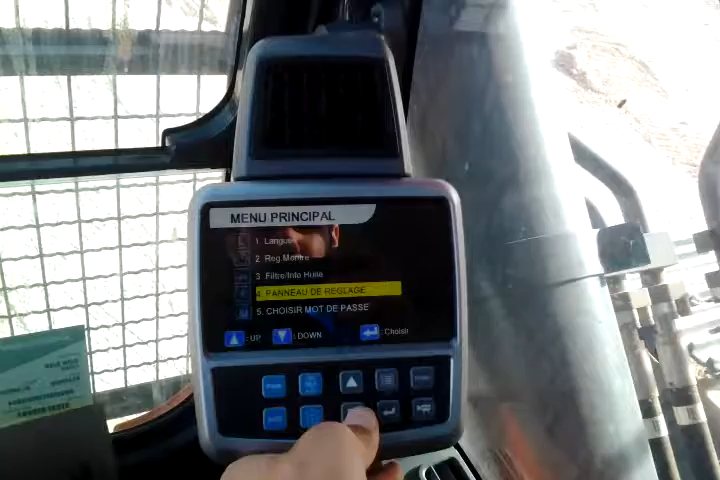 MENU PRINCIPAL
1. Langue
2 Reg.Montre
3 Filtre/Info Huile
4. PANNEAU DE REGLAGE
5. CHOISIR MOT DE PASSE
: UP : DOWN : Choisir